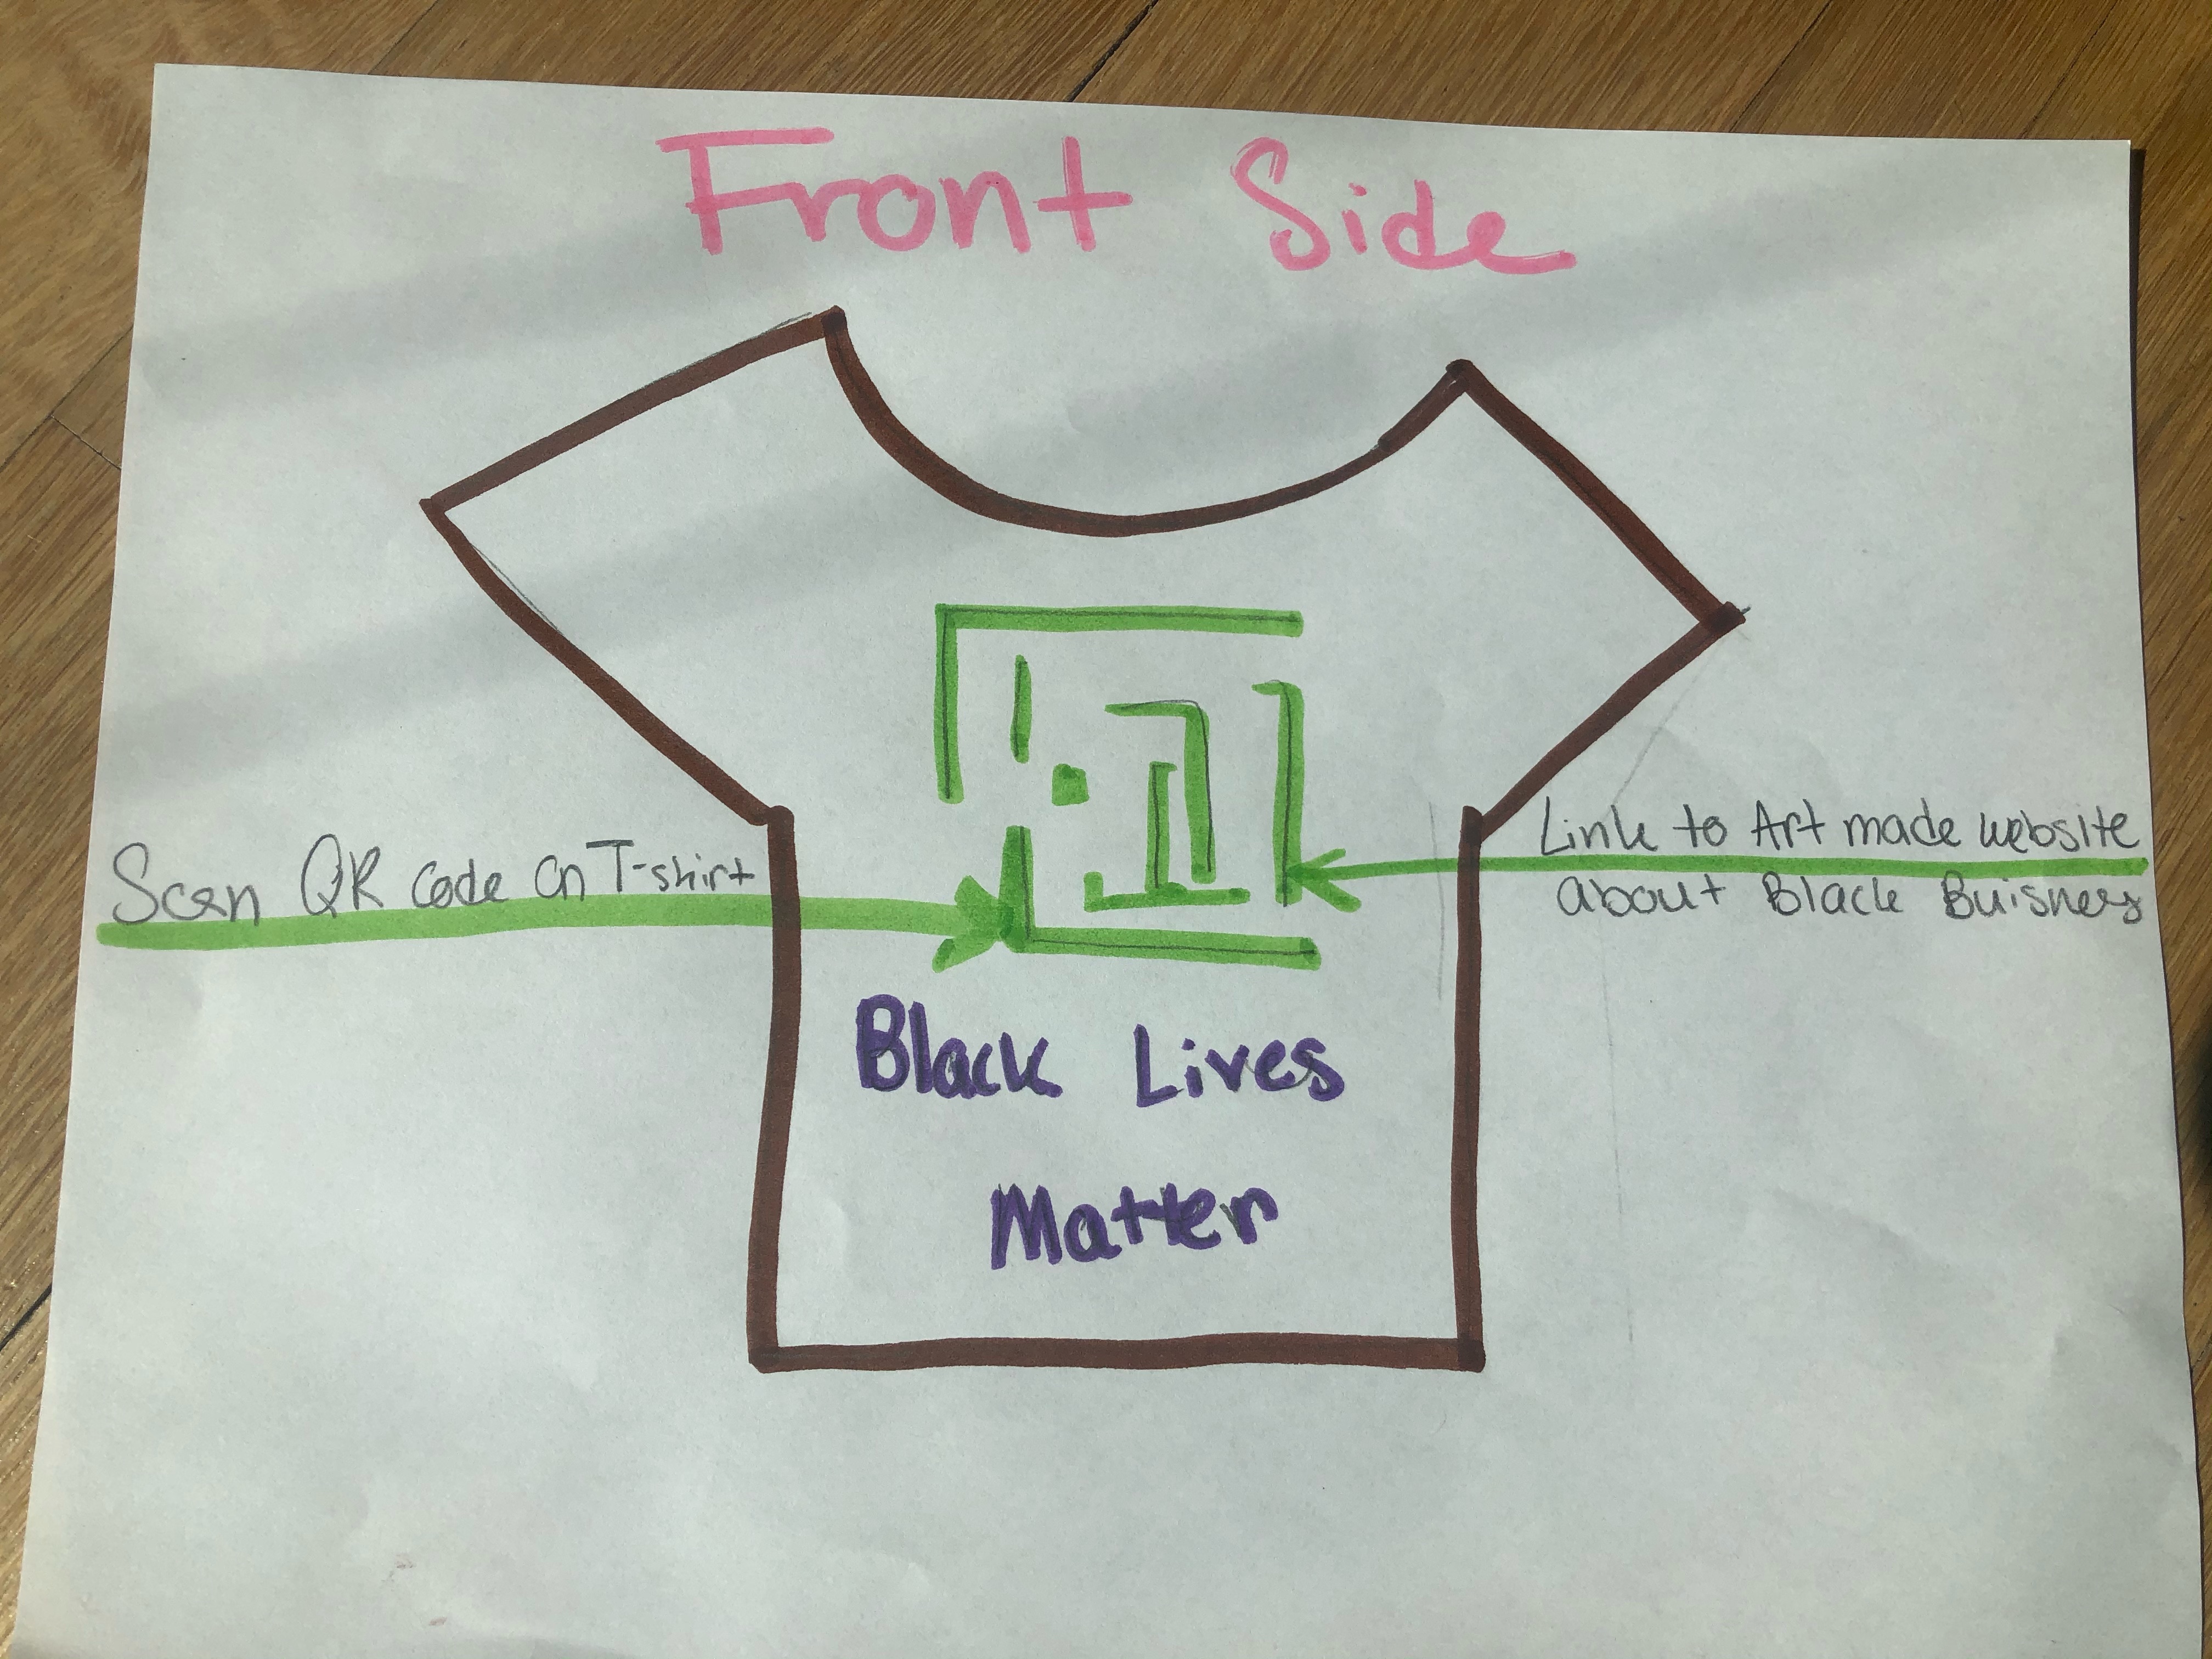 Front Side
Scan QR code on T-shirt
Link to Art made website
about Black Buisness
Black Lives
Matter